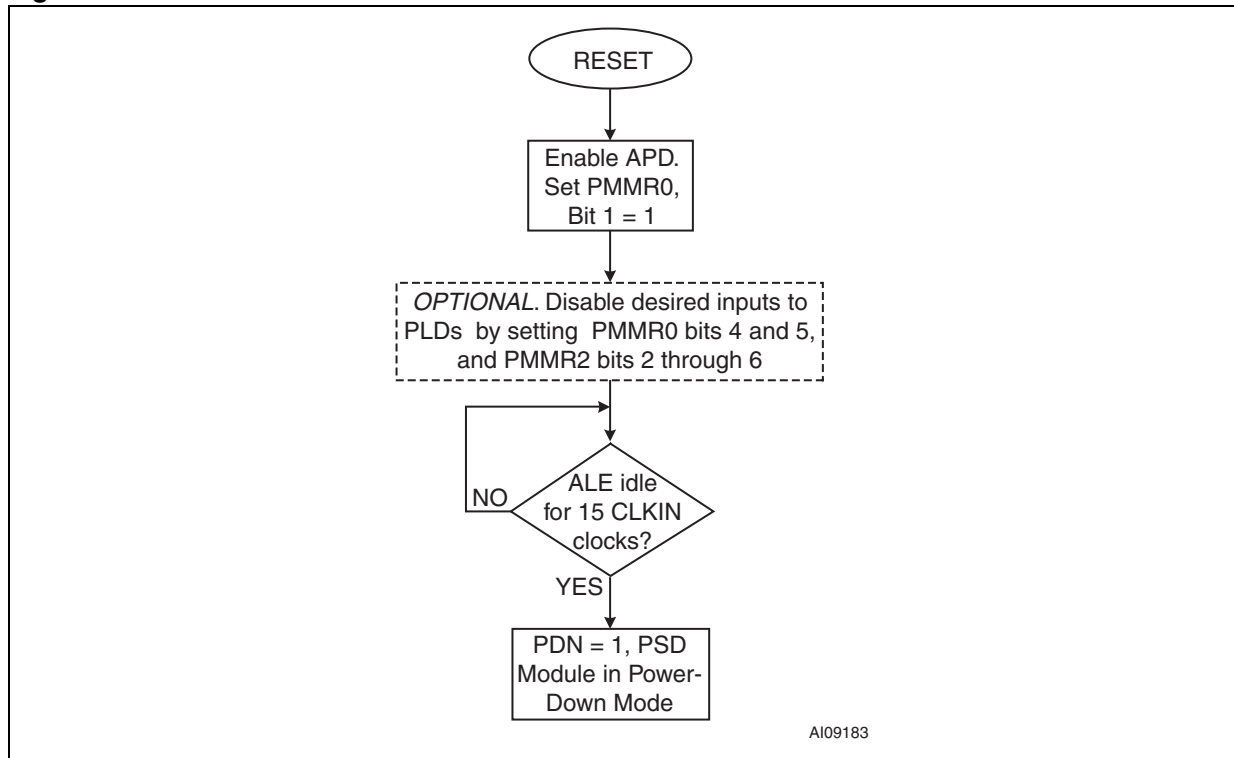 RESET
Enable APD.
Set PMMR0,
Bit 1 = 1
OPTIONAL. Disable desired inputs to
PLDs by setting PMMR0 bits 4 and 5,
and PMMR2 bits 2 through 6
ALE idle
for 15 CLKIN
clocks?
NO
YES
PDN = 1, PSD
Module in Power-
Down Mode
AI09183